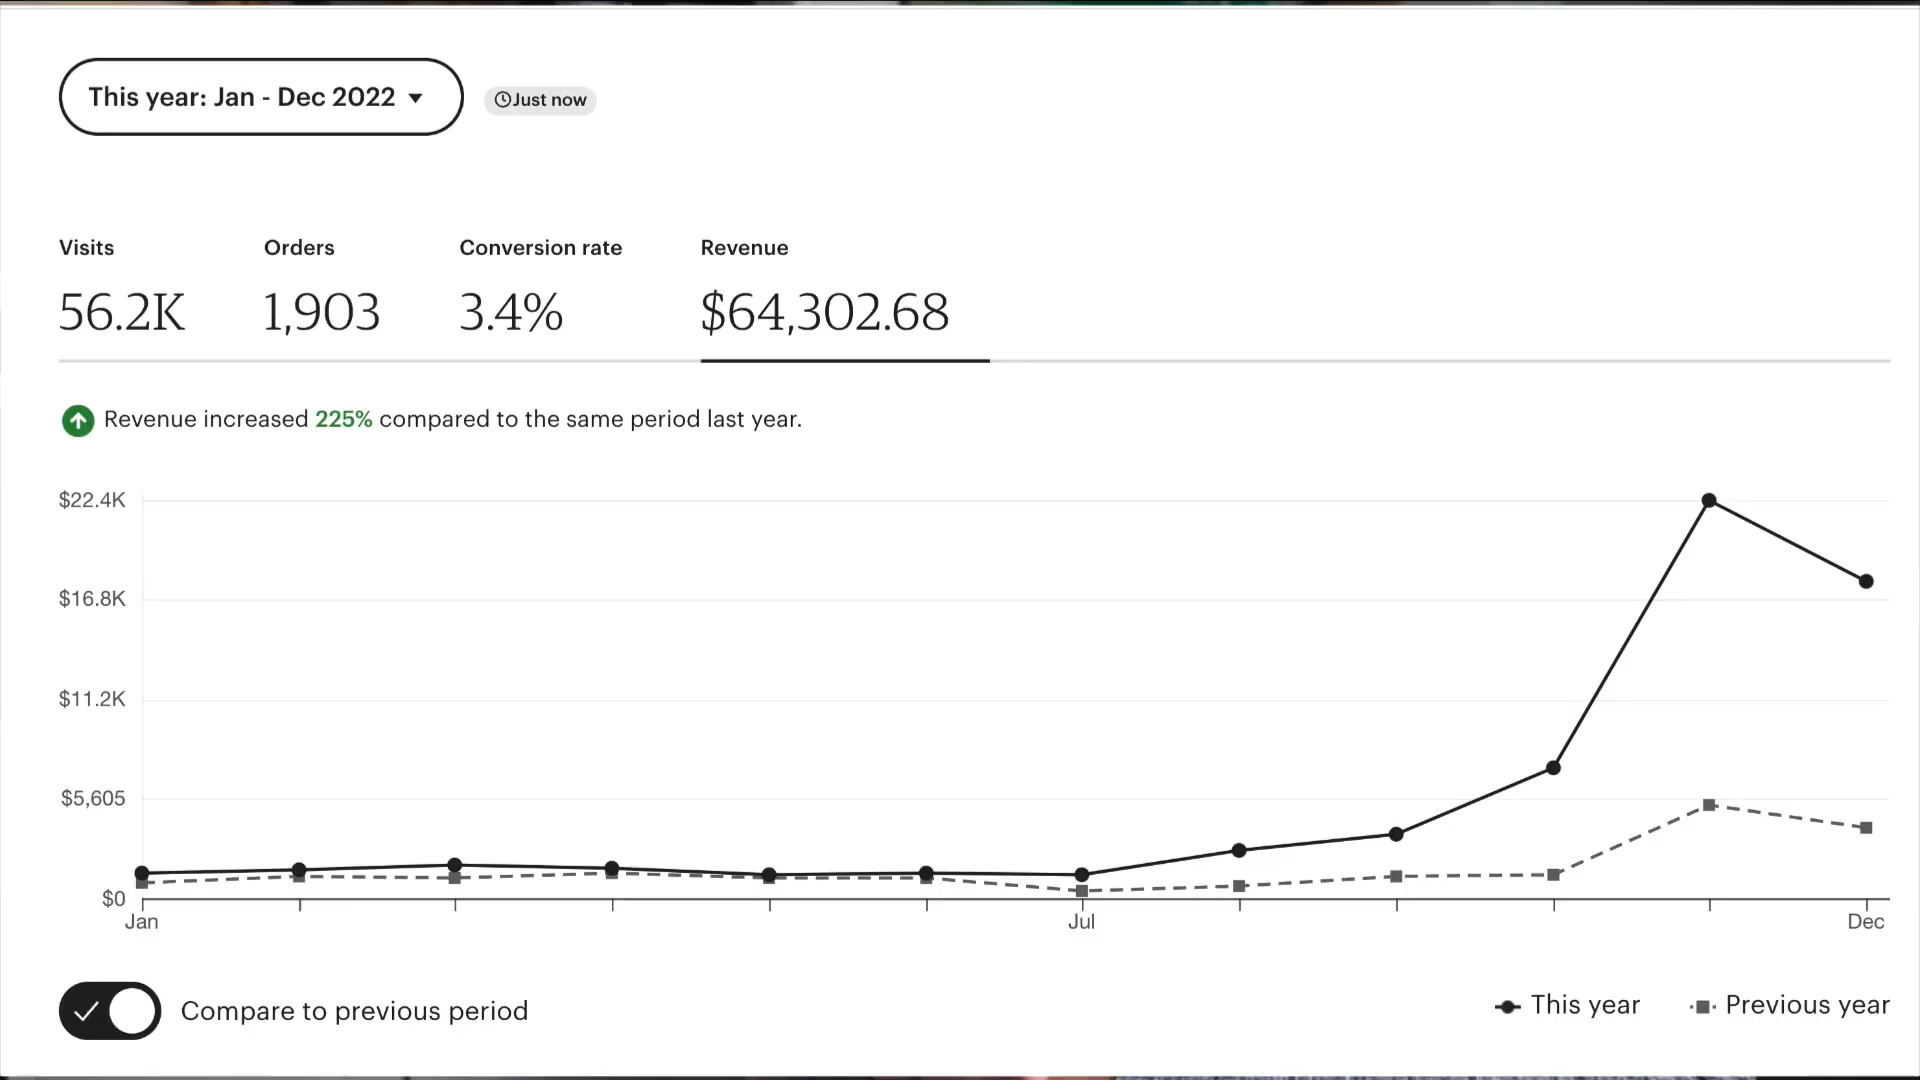 This year: Jan - Dec 2022
Just now
Visits Orders Conversion rate Revenue
56.2K 1,903 3.4% $64,302.68
Revenue increased 225% compared to the same period last year.
$22.4K
$16.8K
$11.2K
$5,605
$0
Jan Jul Dec
Compare to previous period
This year Previous year